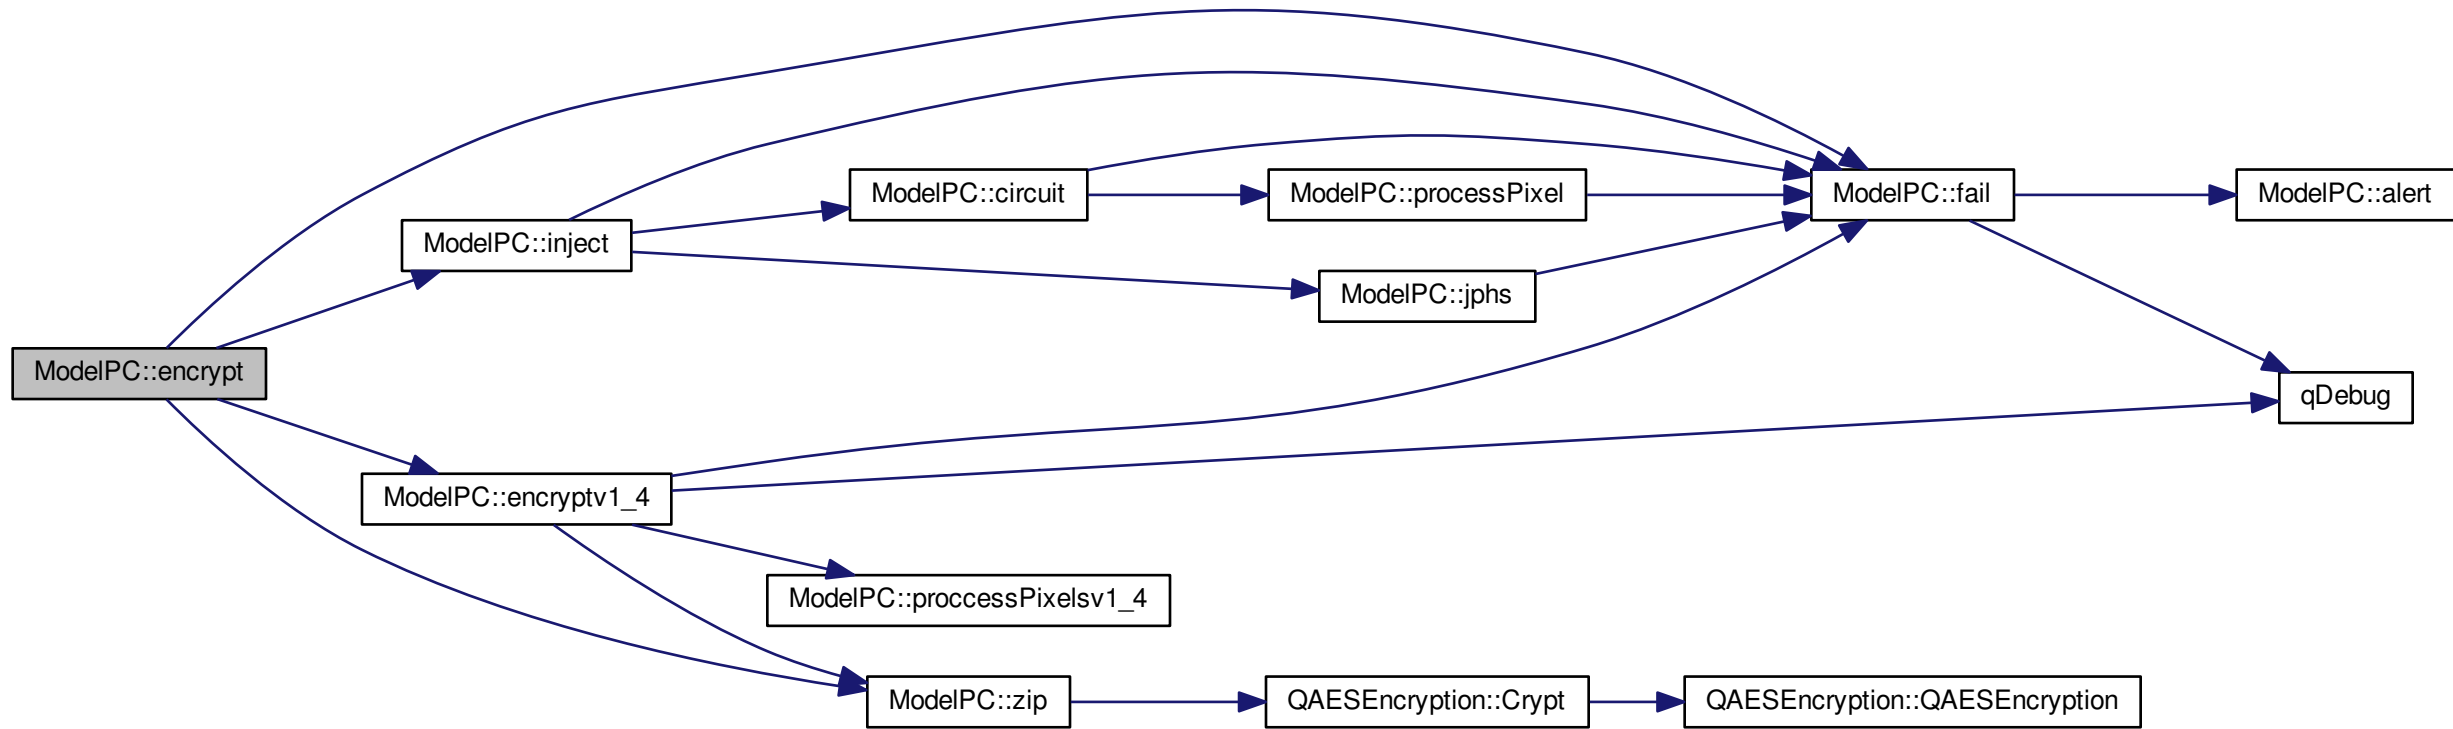 ModelPC::encrypt
ModelPC::inject
ModelPC::circuit
ModelPC::processPixel
ModelPC::fail
ModelPC::alert
ModelPC::jphs
qDebug
ModelPC::encryptv1_4
ModelPC::proccessPixelsv1_4
ModelPC::zip
QAESEncryption::Crypt
QAESEncryption::QAESEncryption